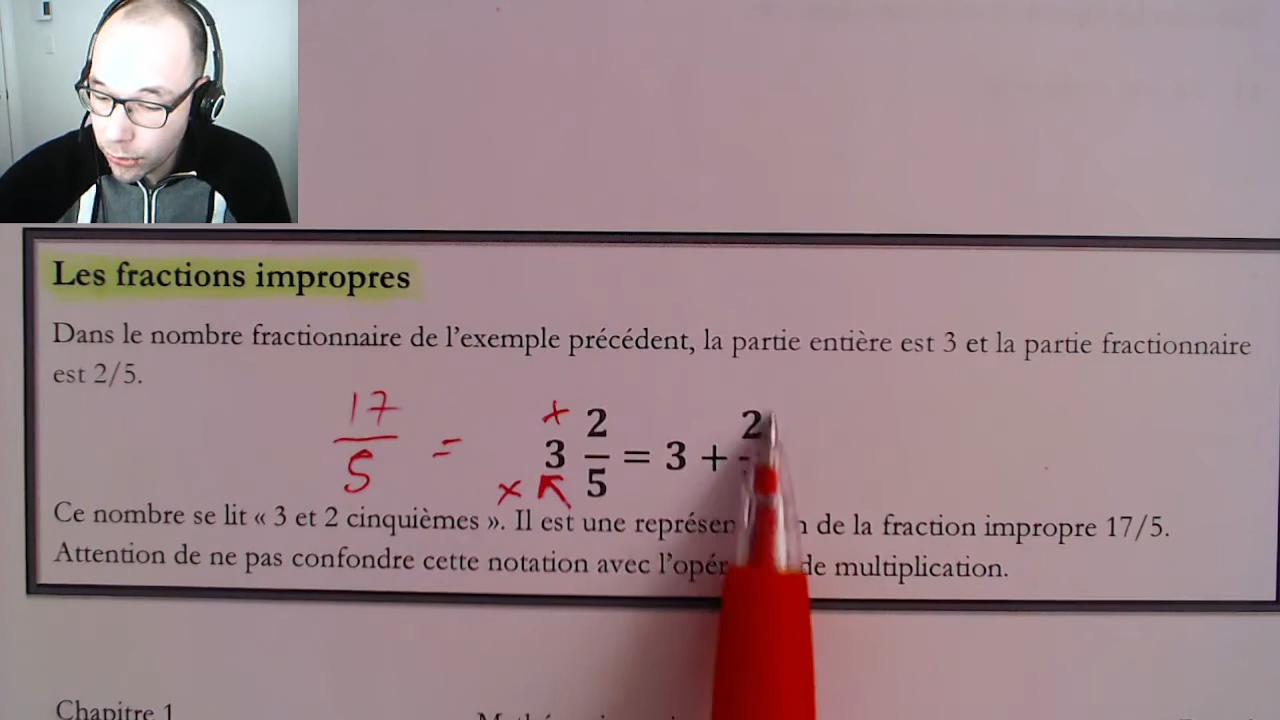 Les fractions impropres
Dans le nombre fractionnaire de l'exemple précédent, la partie entière est 3 et la partie fractionnaire
est 2/5.
17/5 = 3 2/5 = 3 + 2
× ×
Ce nombre se lit « 3 et 2 cinquièmes ». Il est une de la fraction impropre 17/5.
Attention de ne pas confondre cette notation avec de multiplication.
Chapitre 1